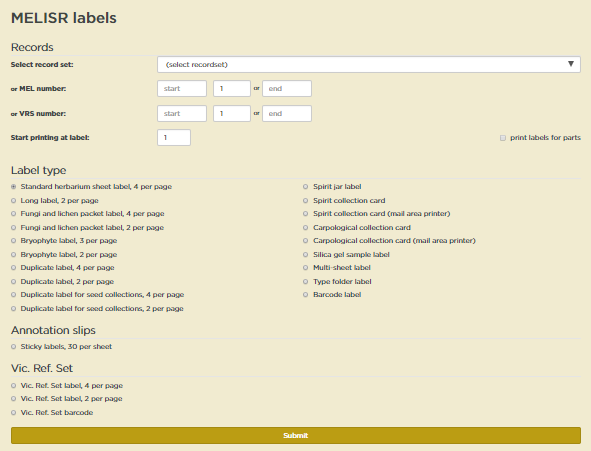 MELISR labels
Records
Select record set: (select recordset)
or MEL number: start 1 or end
or VRS number: start 1 or end
Start printing at label: 1 print labels for parts
Label type
Standard herbarium sheet label, 4 per page
Long label, 2 per page
Fungi and lichen packet label, 4 per page
Fungi and lichen packet label, 2 per page
Bryophyte label, 3 per page
Bryophyte label, 2 per page
Duplicate label, 4 per page
Duplicate label, 2 per page
Duplicate label for seed collections, 4 per page
Duplicate label for seed collections, 2 per page
Spirit jar label
Spirit collection card
Spirit collection card (mail area printer)
Carpological collection card
Carpological collection card (mail area printer)
Silica gel sample label
Multi-sheet label
Type folder label
Barcode label
Annotation slips
Sticky labels, 30 per sheet
Vic. Ref. Set
Vic. Ref. Set label, 4 per page
Vic. Ref. Set label, 2 per page
Vic. Ref. Set barcode
Submit